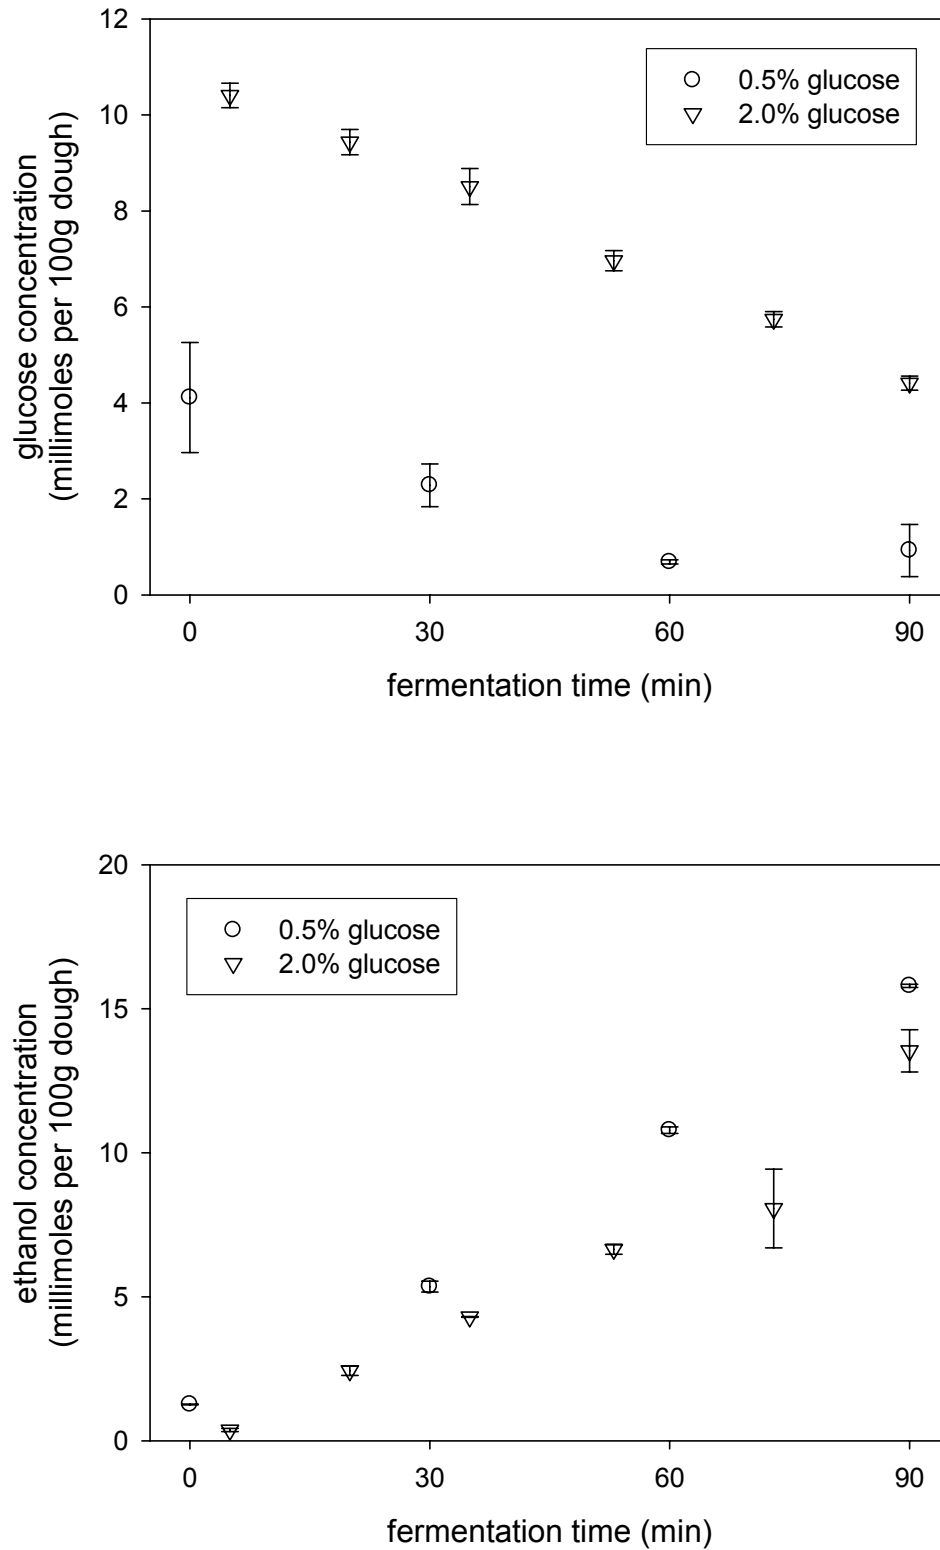 12
10
8
6
4
2
0
glucose concentration
(millimoles per 100g dough)
0.5% glucose
2.0% glucose
0 30 60 90
fermentation time (min)
20
15
10
5
0
ethanol concentration
(millimoles per 100g dough)
0.5% glucose
2.0% glucose
0 30 60 90
fermentation time (min)